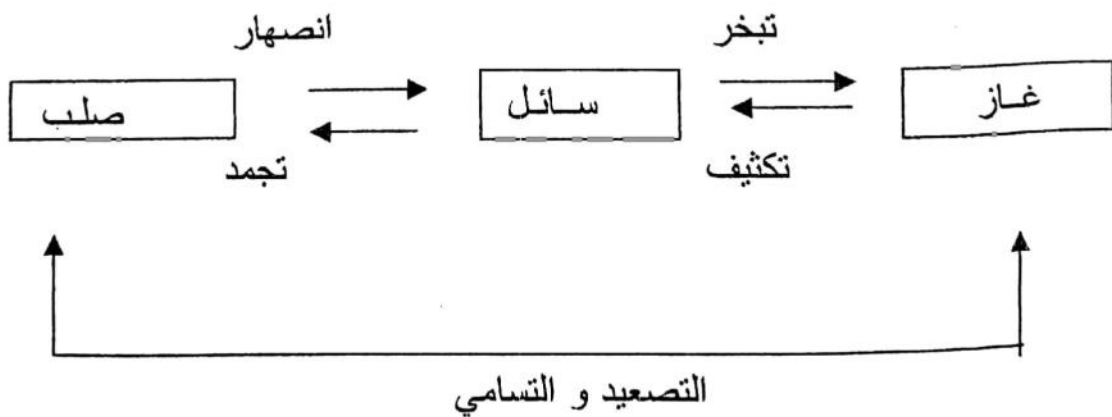 انصهار
تبخر
صلب
سائل
غاز
تجمد
تكثيف
التصعيد و التسامي